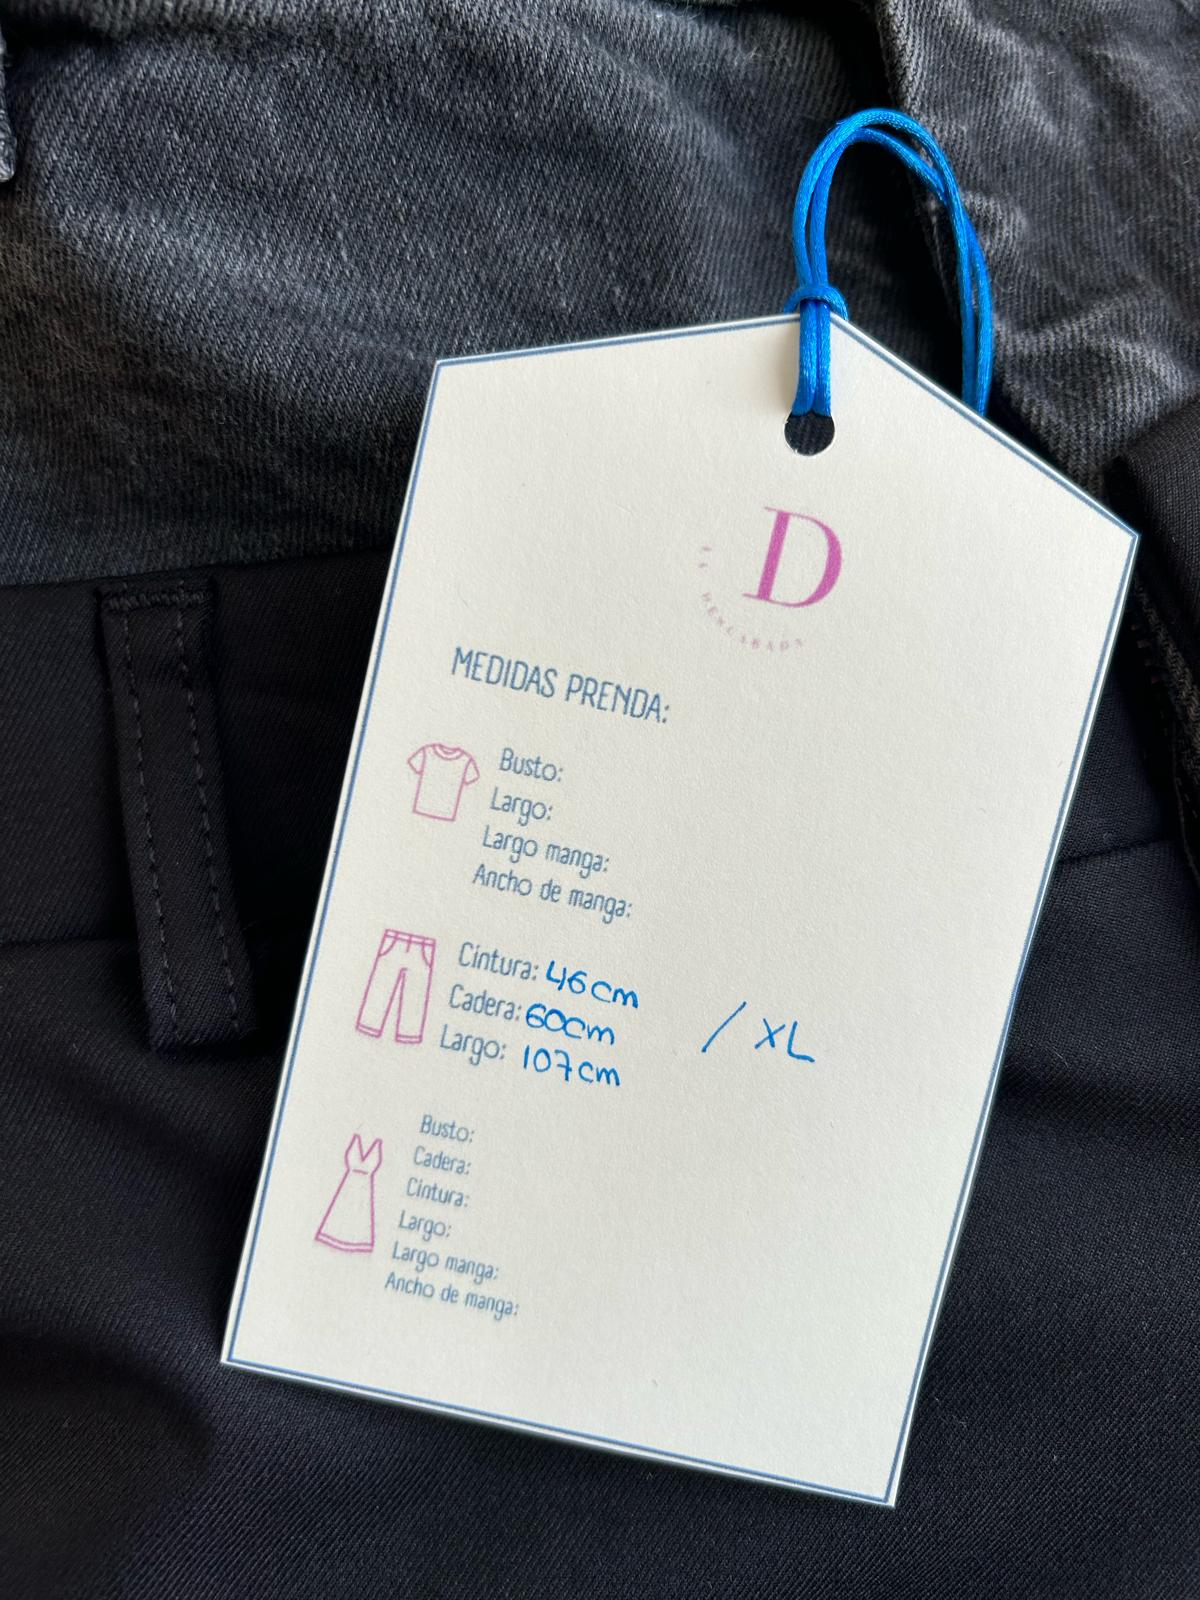 D
MEDIDAS PRENDA:
Busto:
Largo:
Largo manga:
Ancho de manga:
Cintura: 46cm
Cadera: 60cm / XL
Largo: 107cm
Busto:
Cadera:
Cintura:
Largo:
Largo manga:
Ancho de manga: